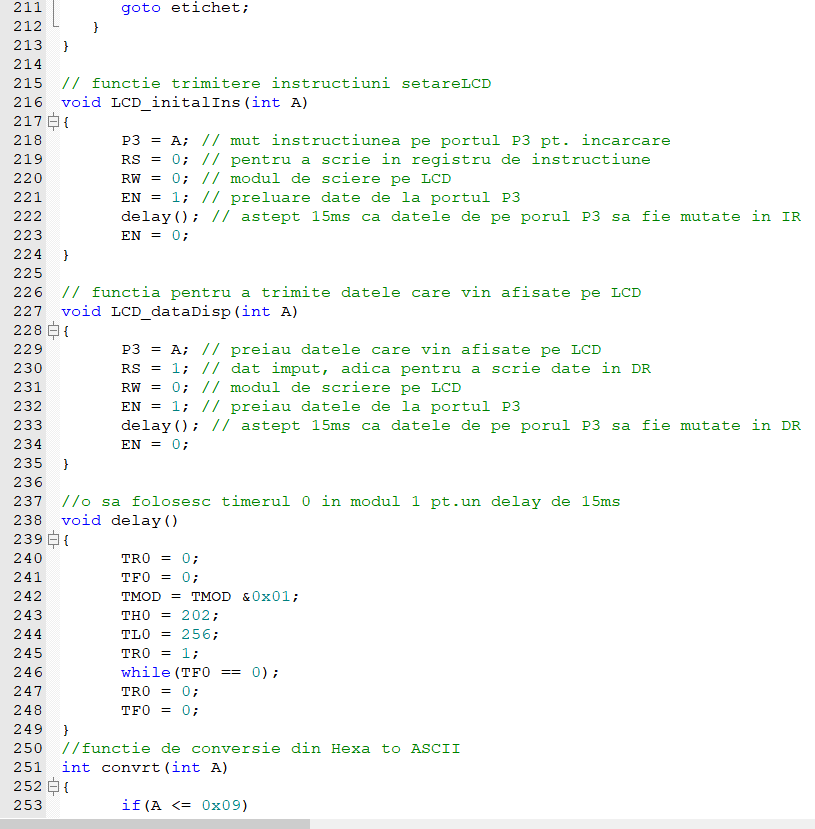 211 goto etichet;
212 }
213 }
214
215 // functie trimitere instructiuni setareLCD
216 void LCD_initalIns(int A)
217 {
218 P3 = A; // mut instructiunea pe portul P3 pt. incarcare
219 RS = 0; // pentru a scrie in registru de instructiune
220 RW = 0; // modul de sciere pe LCD
221 EN = 1; // preluare date de la portul P3
222 delay(); // astept 15ms ca datele de pe porul P3 sa fie mutate in IR
223 EN = 0;
224 }
225
226 // functia pentru a trimite datele care vin afisate pe LCD
227 void LCD_dataDisp(int A)
228 {
229 P3 = A; // preiau datele care vin afisate pe LCD
230 RS = 1; // dat imput, adica pentru a scrie date in DR
231 RW = 0; // modul de scriere pe LCD
232 EN = 1; // preiau datele de la portul P3
233 delay(); // astept 15ms ca datele de pe porul P3 sa fie mutate in DR
234 EN = 0;
235 }
236
237 //o sa folosesc timerul 0 in modul 1 pt.un delay de 15ms
238 void delay()
239 {
240 TR0 = 0;
241 TF0 = 0;
242 TMOD = TMOD &0x01;
243 TH0 = 202;
244 TL0 = 256;
245 TR0 = 1;
246 while(TF0 == 0);
247 TR0 = 0;
248 TF0 = 0;
249 }
250 //functie de conversie din Hexa to ASCII
251 int convrt(int A)
252 {
253 if(A <= 0x09)